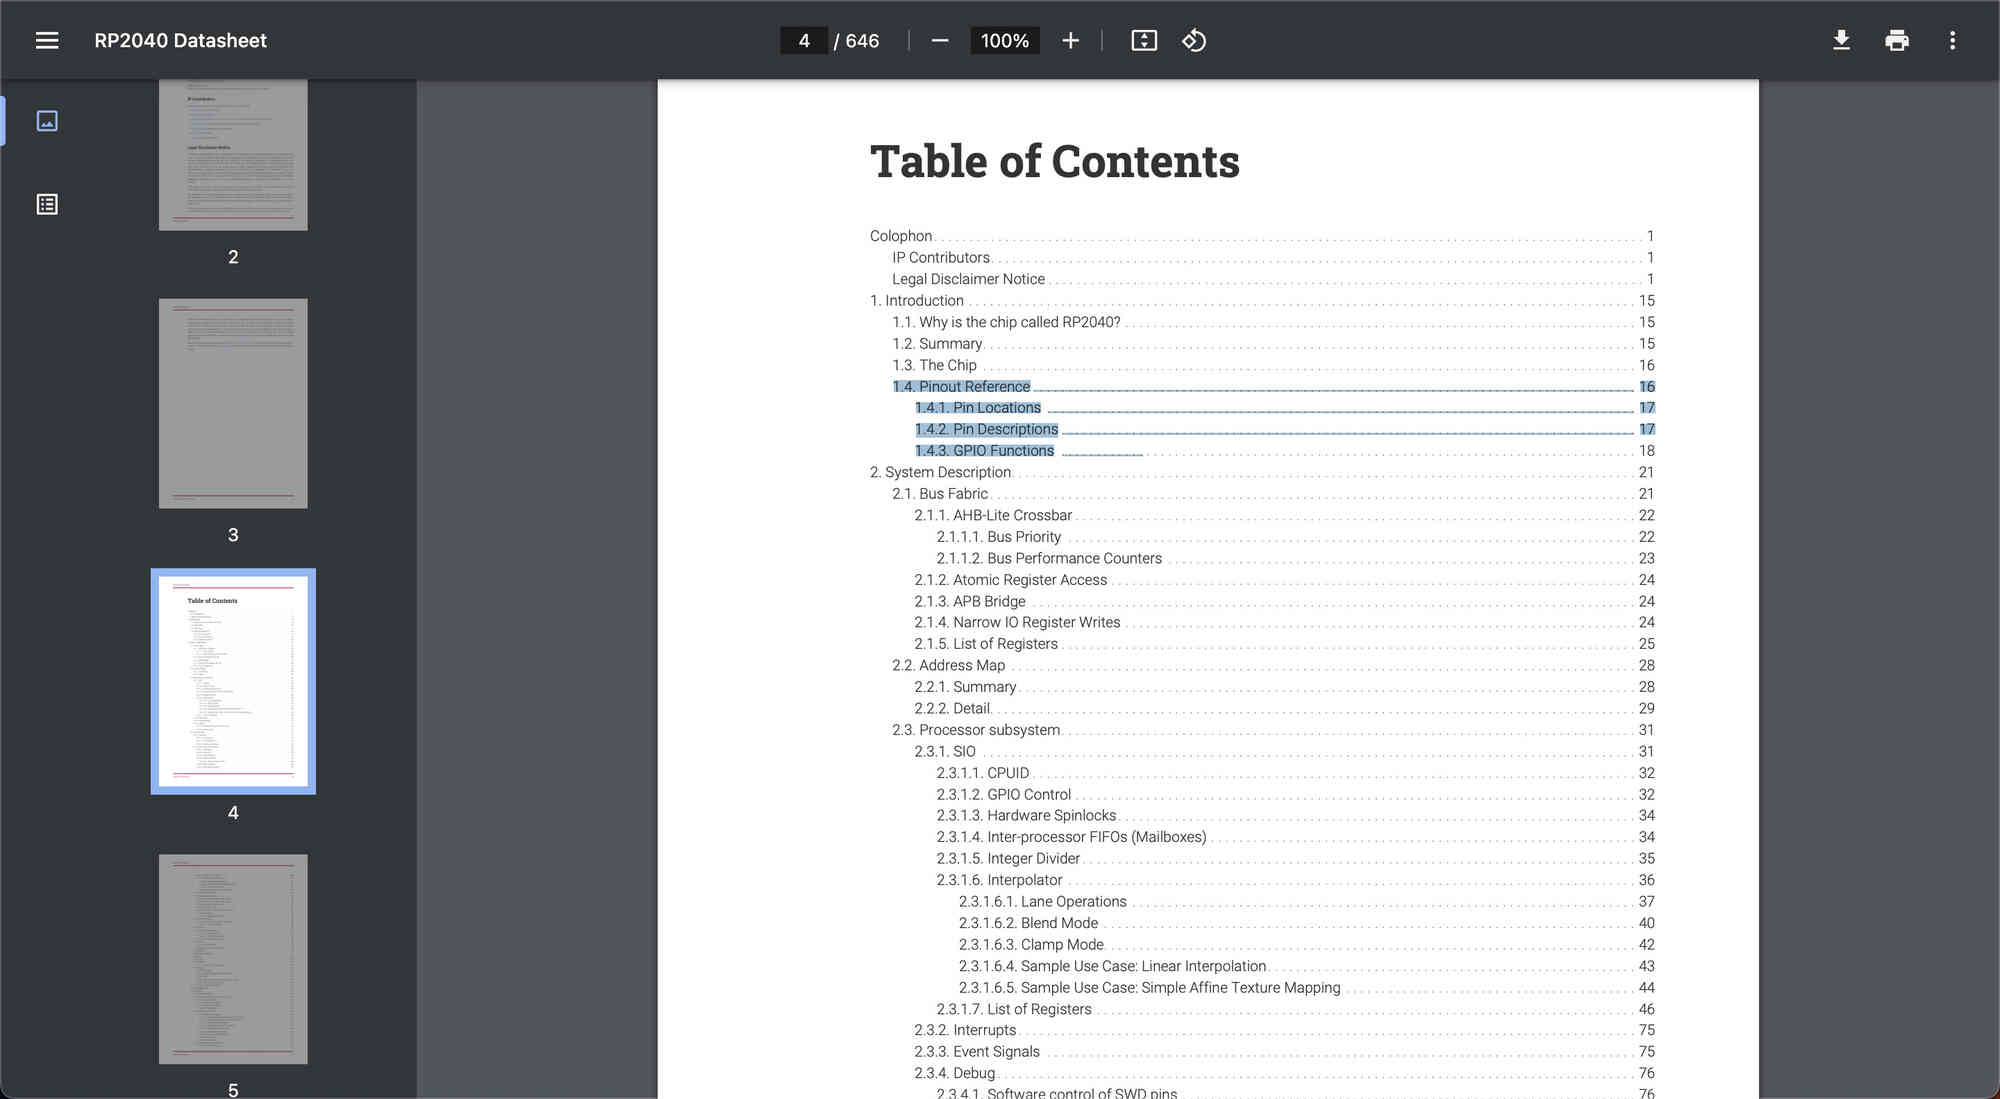 RP2040 Datasheet
4 / 646
100%
2
3
Table of Contents
4
5
Table of Contents
Colophon 1
IP Contributors 1
Legal Disclaimer Notice 1
1. Introduction 15
1.1. Why is the chip called RP2040? 15
1.2. Summary 15
1.3. The Chip 16
1.4. Pinout Reference 16
1.4.1. Pin Locations 17
1.4.2. Pin Descriptions 17
1.4.3. GPIO Functions 18
2. System Description 21
2.1. Bus Fabric 21
2.1.1. AHB-Lite Crossbar 22
2.1.1.1. Bus Priority 22
2.1.1.2. Bus Performance Counters 23
2.1.2. Atomic Register Access 24
2.1.3. APB Bridge 24
2.1.4. Narrow IO Register Writes 24
2.1.5. List of Registers 25
2.2. Address Map 28
2.2.1. Summary 28
2.2.2. Detail 29
2.3. Processor subsystem 31
2.3.1. SIO 31
2.3.1.1. CPUID 32
2.3.1.2. GPIO Control 32
2.3.1.3. Hardware Spinlocks 34
2.3.1.4. Inter-processor FIFOs (Mailboxes) 34
2.3.1.5. Integer Divider 35
2.3.1.6. Interpolator 36
2.3.1.6.1. Lane Operations 37
2.3.1.6.2. Blend Mode 40
2.3.1.6.3. Clamp Mode 42
2.3.1.6.4. Sample Use Case: Linear Interpolation 43
2.3.1.6.5. Sample Use Case: Simple Affine Texture Mapping 44
2.3.1.7. List of Registers 46
2.3.2. Interrupts 75
2.3.3. Event Signals 75
2.3.4. Debug 76
2.3.4.1. Software control of SWD pins 76